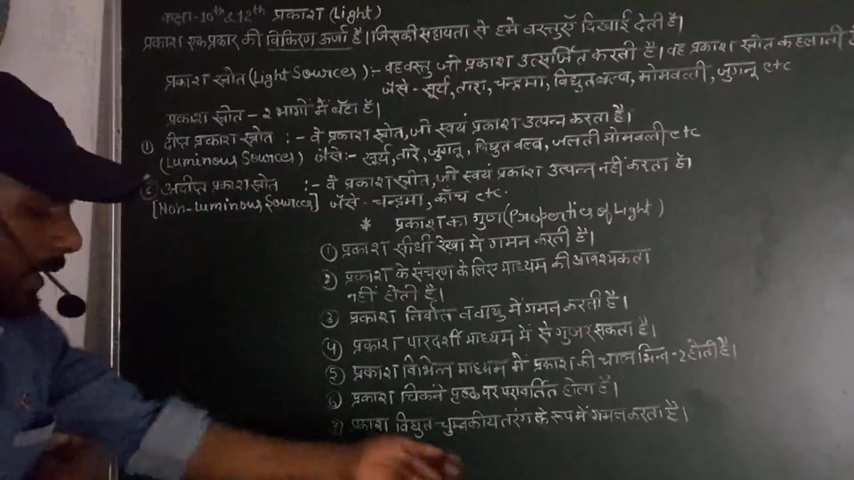 कक्षा-10th & 12th प्रकाश (Light)
प्रकाश एक प्रकार की विकिरण ऊर्जा है। जिसकी सहायता से हमे वस्तुएँ दिखाई देती है।
प्रकाश स्रोत (Light Sources) :- वह वस्तु जो प्रकाश उत्सर्जित करती है। वह प्रकाश स्रोत कहलाती है
जैसे - सूर्य, तारा, चन्द्रमा, विद्युत बल्ब, मोमबत्ती, जुगनू etc
प्रकाश स्रोत - 2 भागों में बँटा है।
① दीप्त प्रकाश स्रोत :- वे प्रकाश स्रोत, जो स्वयं प्रकाश उत्पन्न करता है।
(Luminous Sources) जैसे:- सूर्य, तारे, जुगनू, विद्युत बल्ब, जलती मोमबत्ती etc
② अदीप्त प्रकाश स्रोत :- वे प्रकाश स्रोत, जो स्वयं प्रकाश उत्पन्न नहीं करता है।
[Non-Luminous Sources] जैसे - चन्द्रमा, काँच etc.
* प्रकाश का गुण (Properties of Light)
① प्रकाश सीधी रेखा में गमन करती है।
② प्रकाश के संचरण के लिए माध्यम की आवश्यकता
नहीं होती है।
③ प्रकाश निर्वात व वायु में गमन करती है।
④ प्रकाश पारदर्शी माध्यम में से गुजर सकता है।
⑤ प्रकाश विभिन्न माध्यम में प्रकाश की चाल भिन्न-2 होती है।
⑥ प्रकाश चिकने पृष्ठ पर परावर्तित होता है।
⑦ प्रकाश विद्युत-चुम्बकीय तरंग के रूप में गमन करता है।